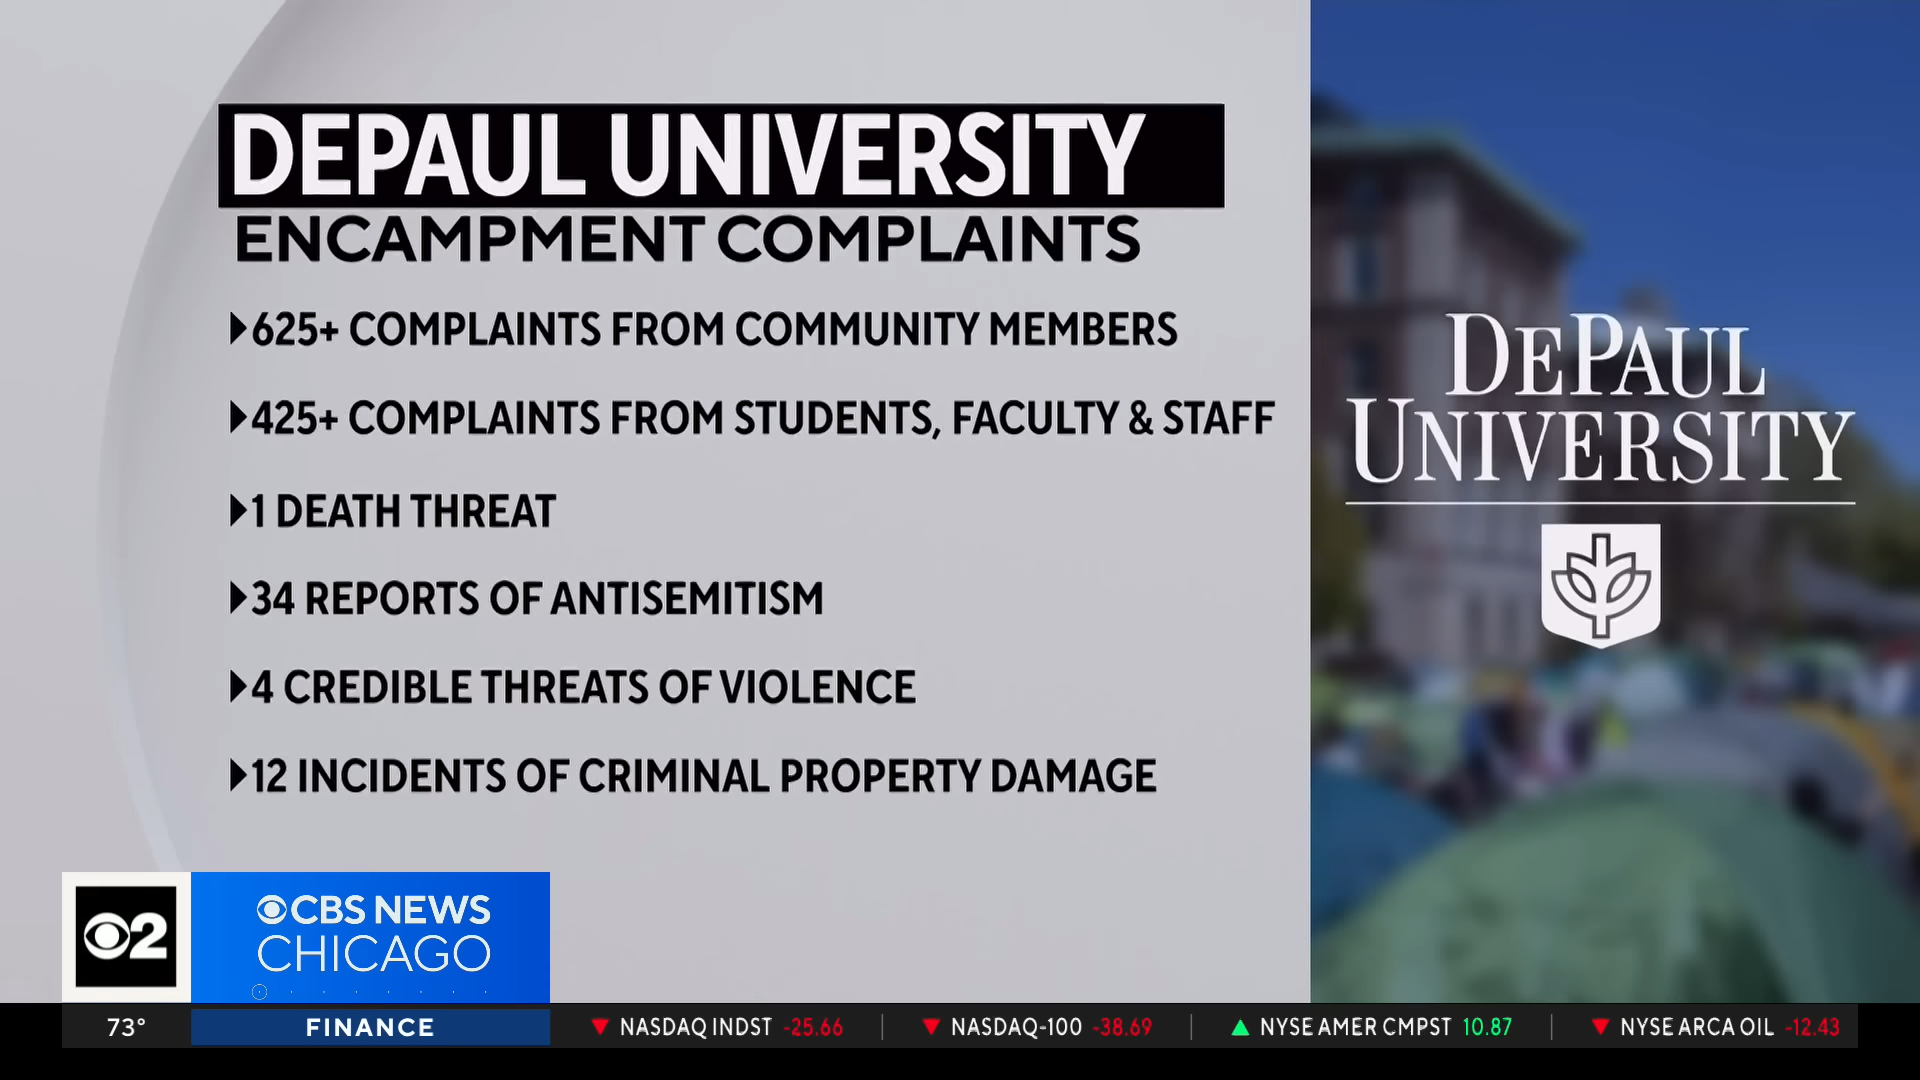 DEPAUL UNIVERSITY
ENCAMPMENT COMPLAINTS
625+ COMPLAINTS FROM COMMUNITY MEMBERS
425+ COMPLAINTS FROM STUDENTS, FACULTY & STAFF
1 DEATH THREAT
34 REPORTS OF ANTISEMITISM
4 CREDIBLE THREATS OF VIOLENCE
12 INCIDENTS OF CRIMINAL PROPERTY DAMAGE
DEPAUL
UNIVERSITY
2
CBS NEWS
CHICAGO
73°
FINANCE
NASDAQ INDST -25.66
NASDAQ-100 -38.69
NYSE AMER CMPST 10.87
NYSE ARCA OIL -12.43